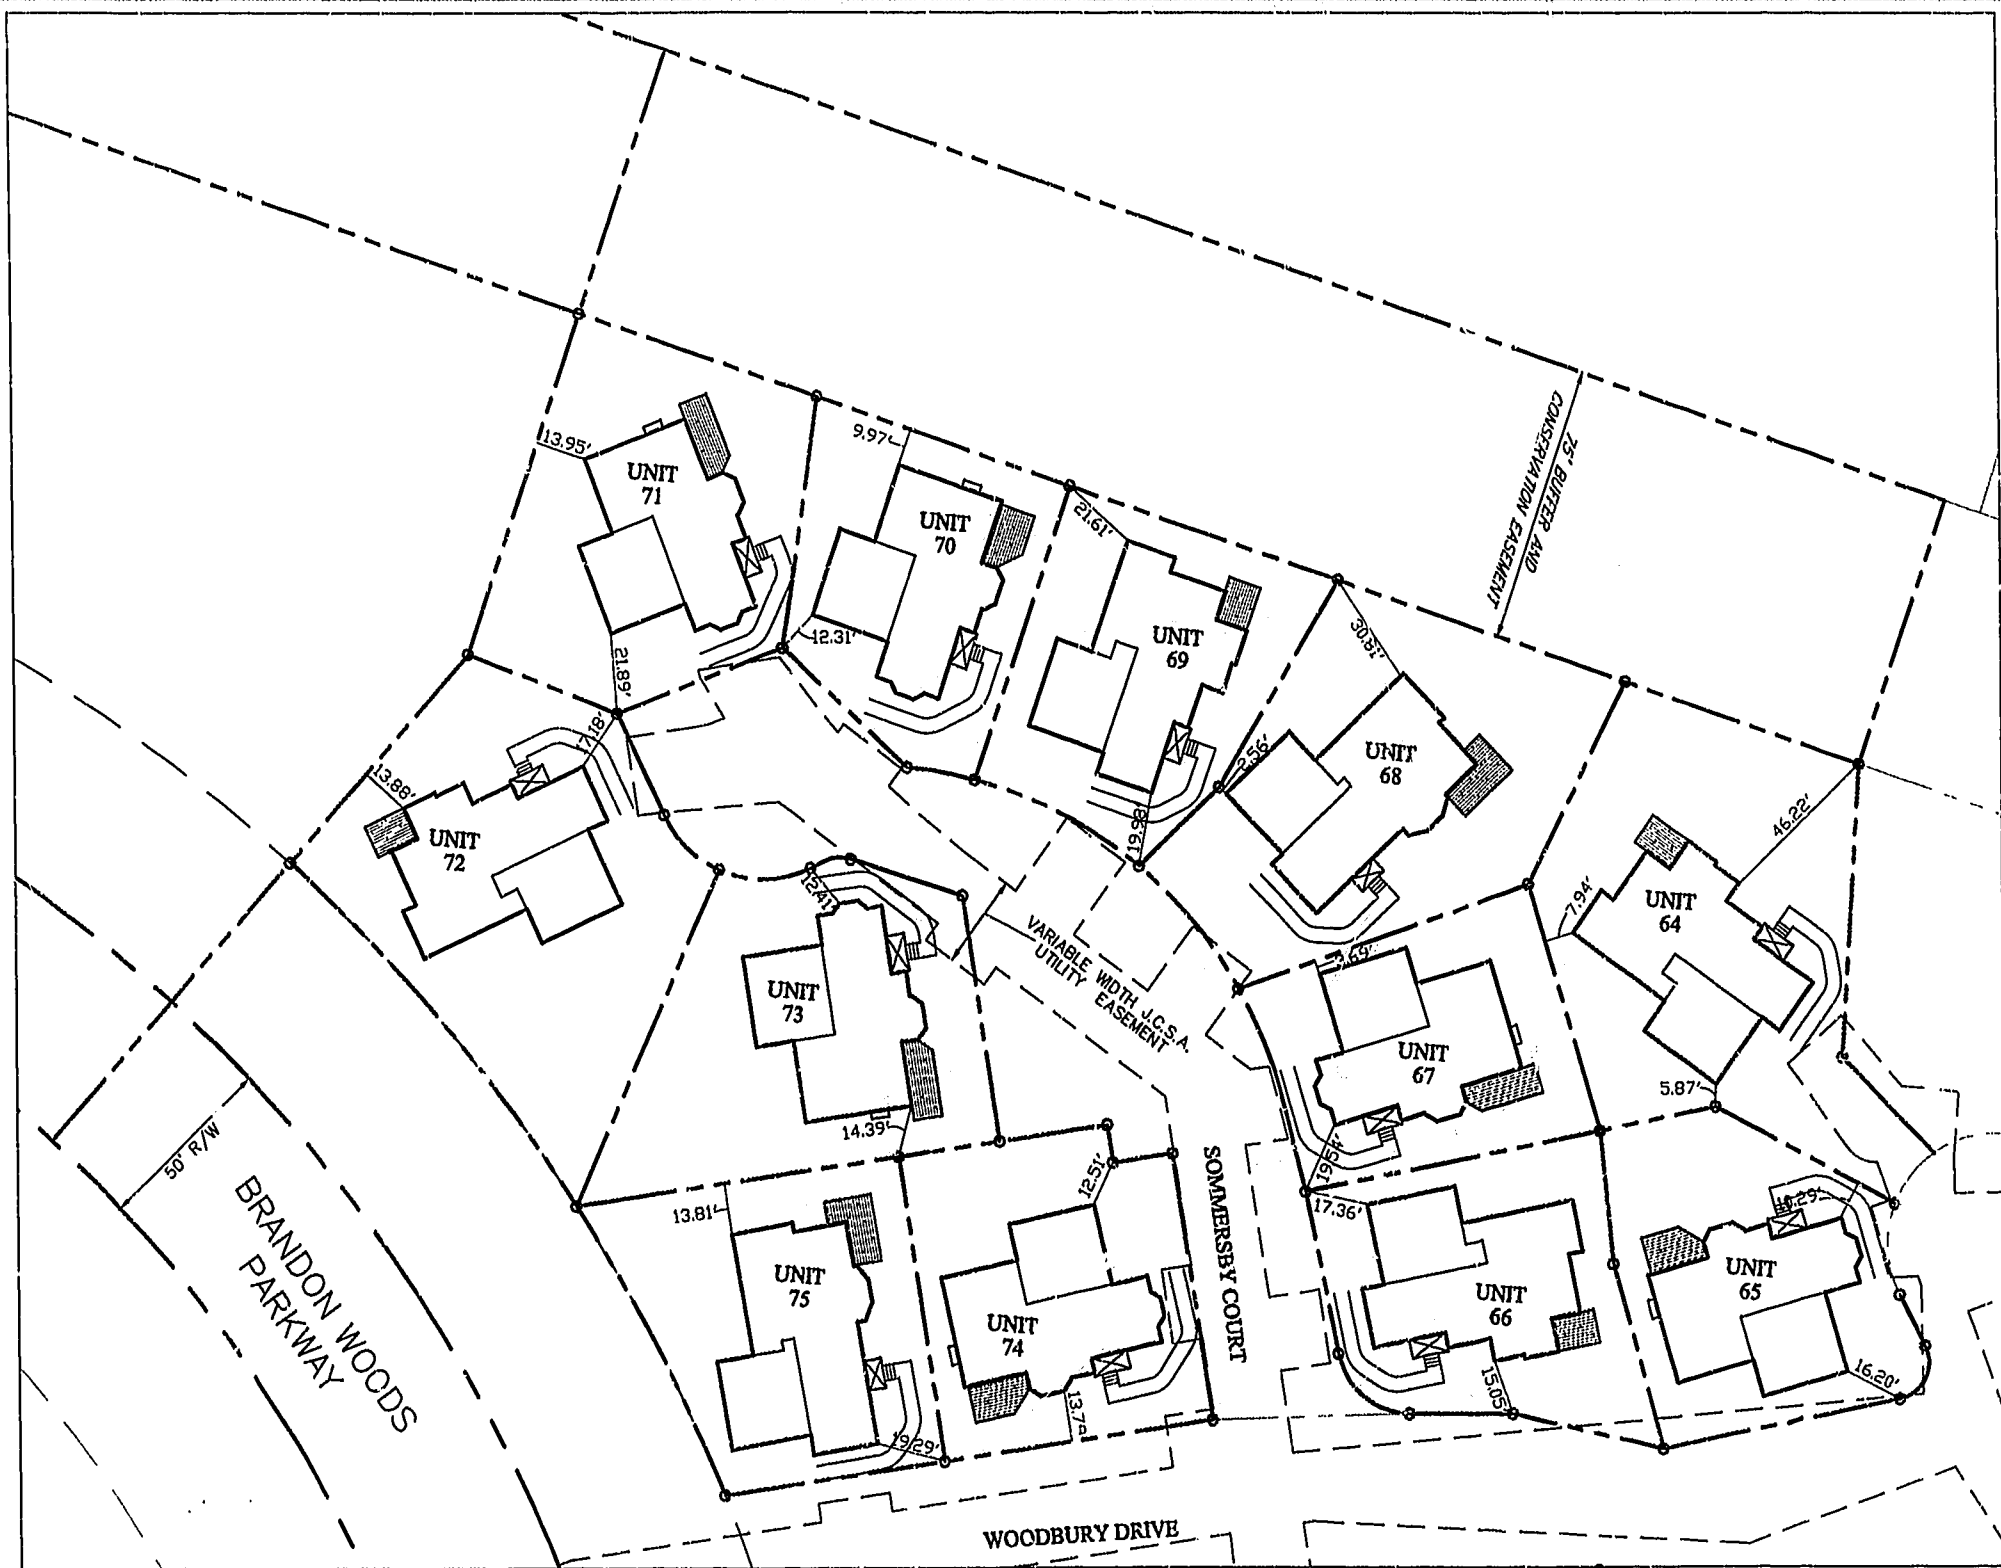 13.95'
UNIT
71
9.97'
UNIT
70
21.61'
75' BUFFER AND
CONSERVATION EASEMENT
12.31'
UNIT
69
30.81'
21.89'
17.18'
2.56'
UNIT
68
13.88'
UNIT
72
19.98'
46.22'
12.41'
7.94'
UNIT
64
VARIABLE WIDTH J.C.S.A.
UTILITY EASEMENT
UNIT
73
UNIT
67
5.87'
14.39'
50' R/W
12.51'
19.54'
13.81'
17.36'
BRANDON WOODS
PARKWAY
SOMMERSBY COURT
UNIT
75
UNIT
74
UNIT
66
UNIT
65
15.05'
16.20'
19.29'
WOODBURY DRIVE